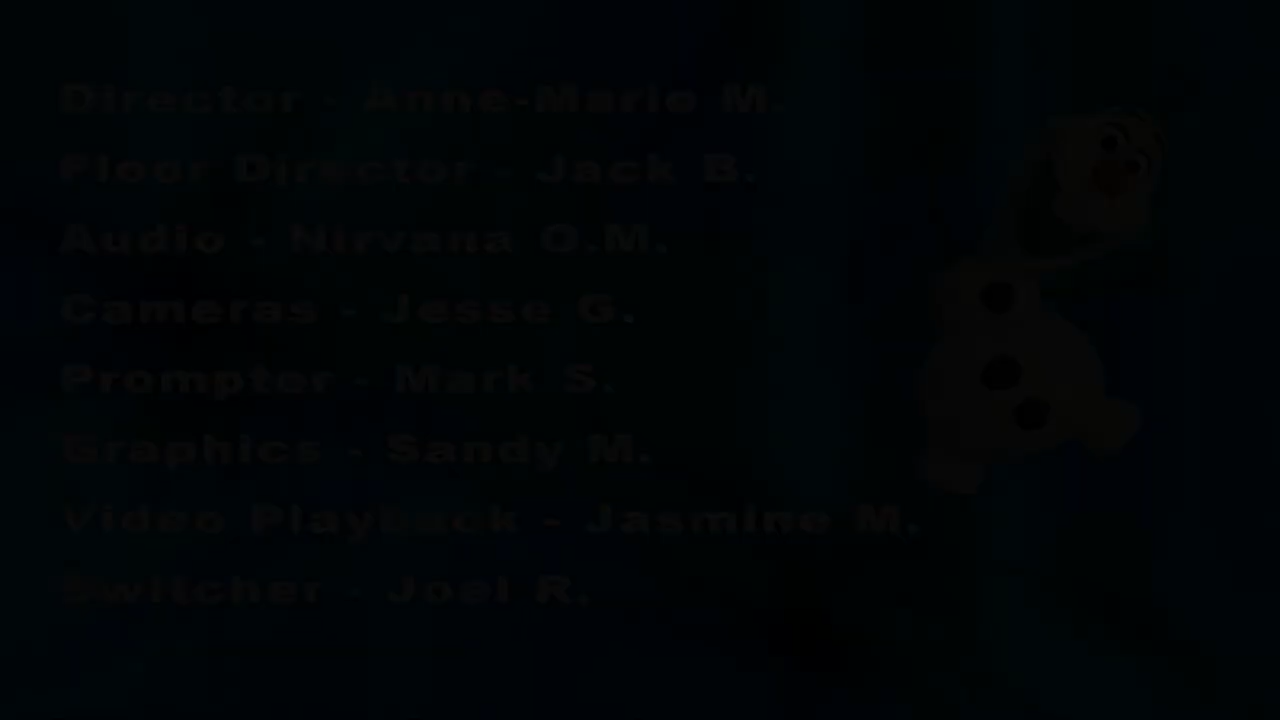 Director - Anne-Marie M.
Floor Director - Jack B.
Audio - Nirvana O.M.
Cameras - Jesse G.
Prompter - Mark S.
Graphics - Sandy M.
Video Playback - Jasmine M.
Switcher - Joel R.